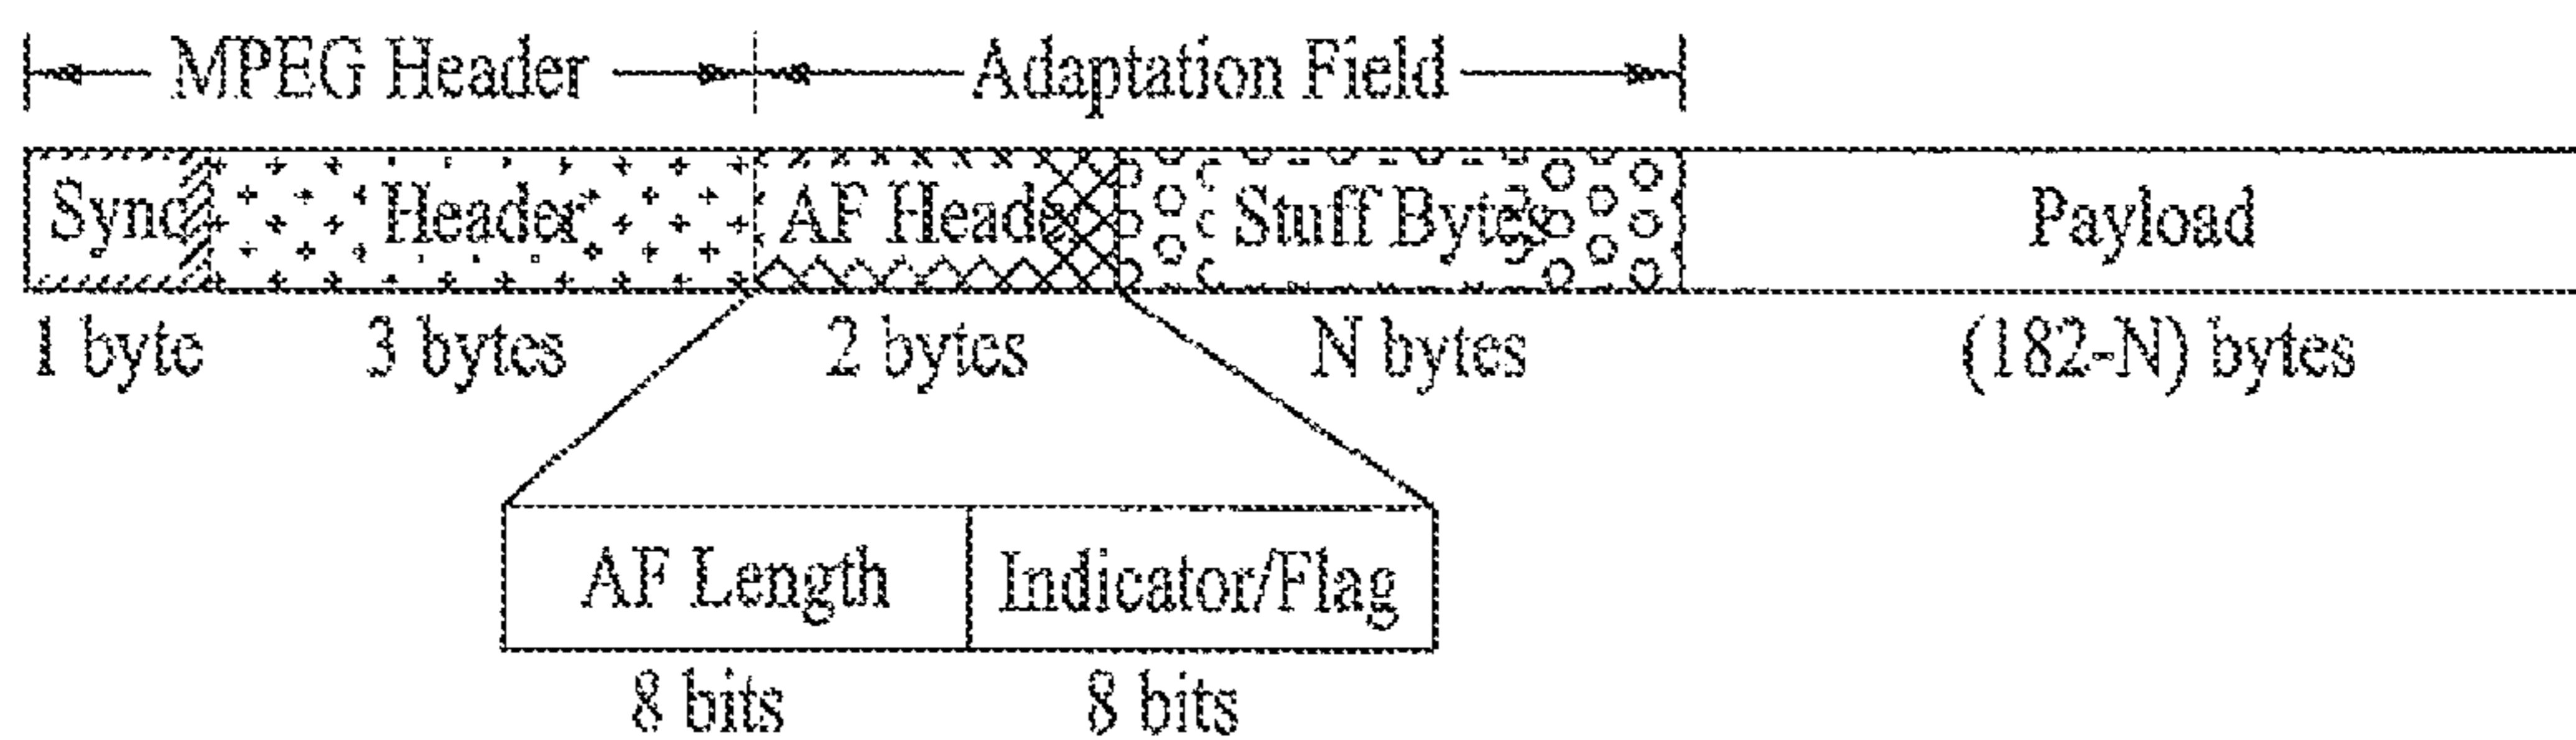 MPEG Header Adaptation Field
Sync Header AF Header Stuff Bytes Payload
1 byte 3 bytes 2 bytes N bytes (182-N) bytes
AF Length Indicator/Flag
8 bits 8 bits